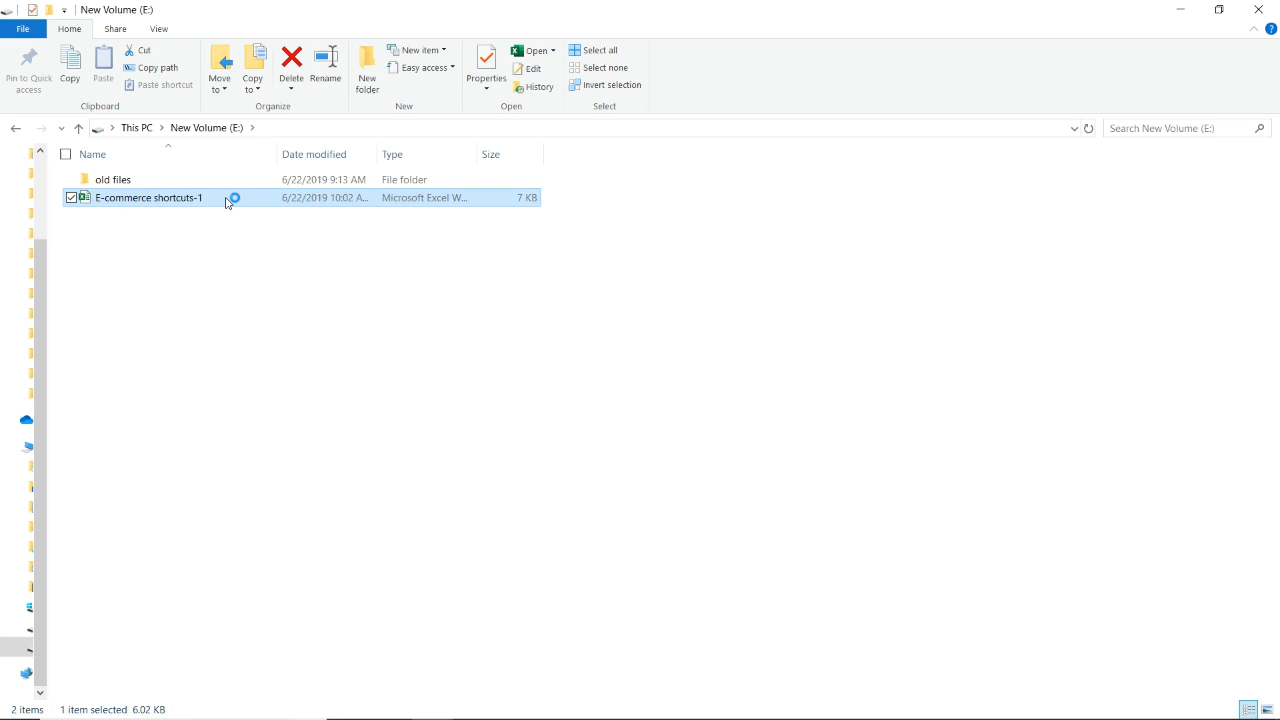 New Volume (E:)
File Home Share View
Pin to Quick access
Copy
Paste
Cut
Copy path
Paste shortcut
Move to
Copy to
Delete
Rename
New folder
New item
Easy access
Properties
Open
Edit
History
Select all
Select none
Invert selection
Clipboard Organize New Open Select
This PC New Volume (E:)
Search New Volume (E:)
Name Date modified Type Size
old files 6/22/2019 9:13 AM File folder
E-commerce shortcuts-1 6/22/2019 10:02 A... Microsoft Excel W... 7 KB
2 items 1 item selected 6.02 KB